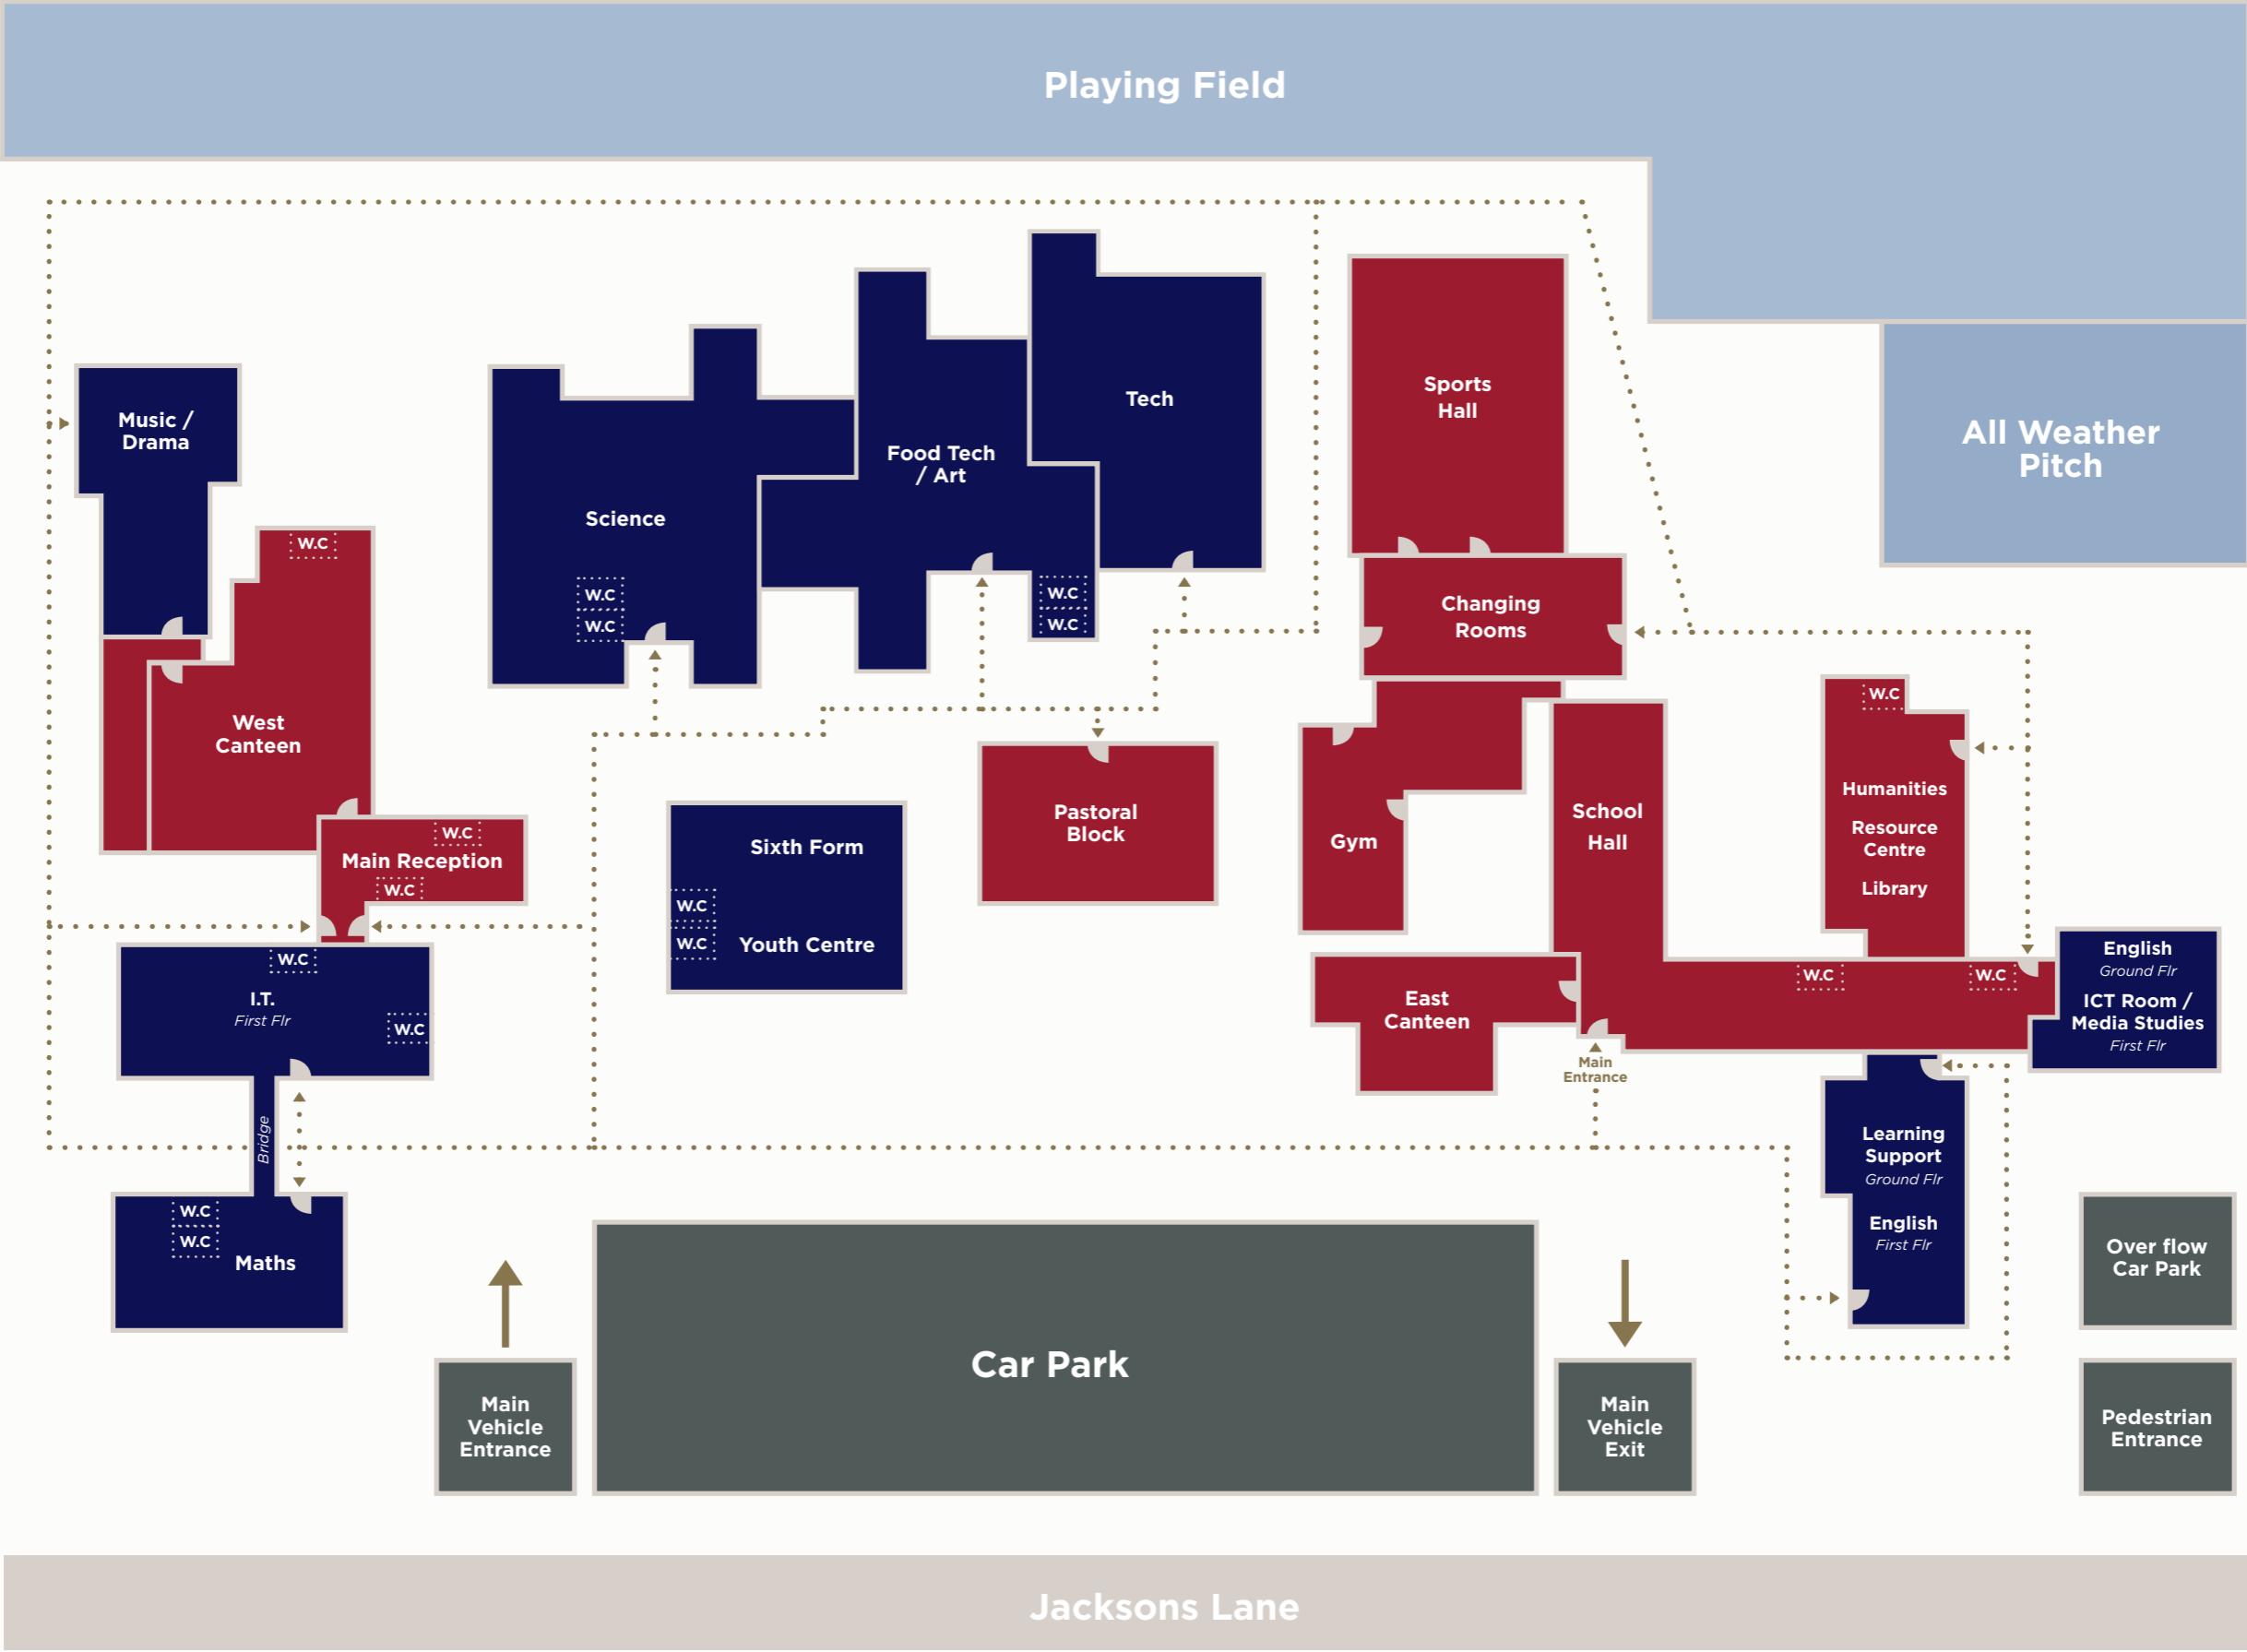 Playing Field
All Weather
Pitch
Music /
Drama
Science
W.C
W.C
Food Tech
/ Art
W.C
W.C
Tech
Sports
Hall
Changing
Rooms
W.C
West
Canteen
W.C
Main Reception
W.C
Sixth Form
W.C
W.C
Youth Centre
Pastoral
Block
Gym
School
Hall
W.C
Humanities
Resource
Centre
Library
W.C
I.T.
First Flr
W.C
Bridge
W.C
W.C
Maths
East
Canteen
Main
Entrance
W.C
W.C
English
Ground Flr
ICT Room /
Media Studies
First Flr
Learning
Support
Ground Flr
English
First Flr
Over flow
Car Park
Main
Vehicle
Entrance
Car Park
Main
Vehicle
Exit
Pedestrian
Entrance
Jacksons Lane